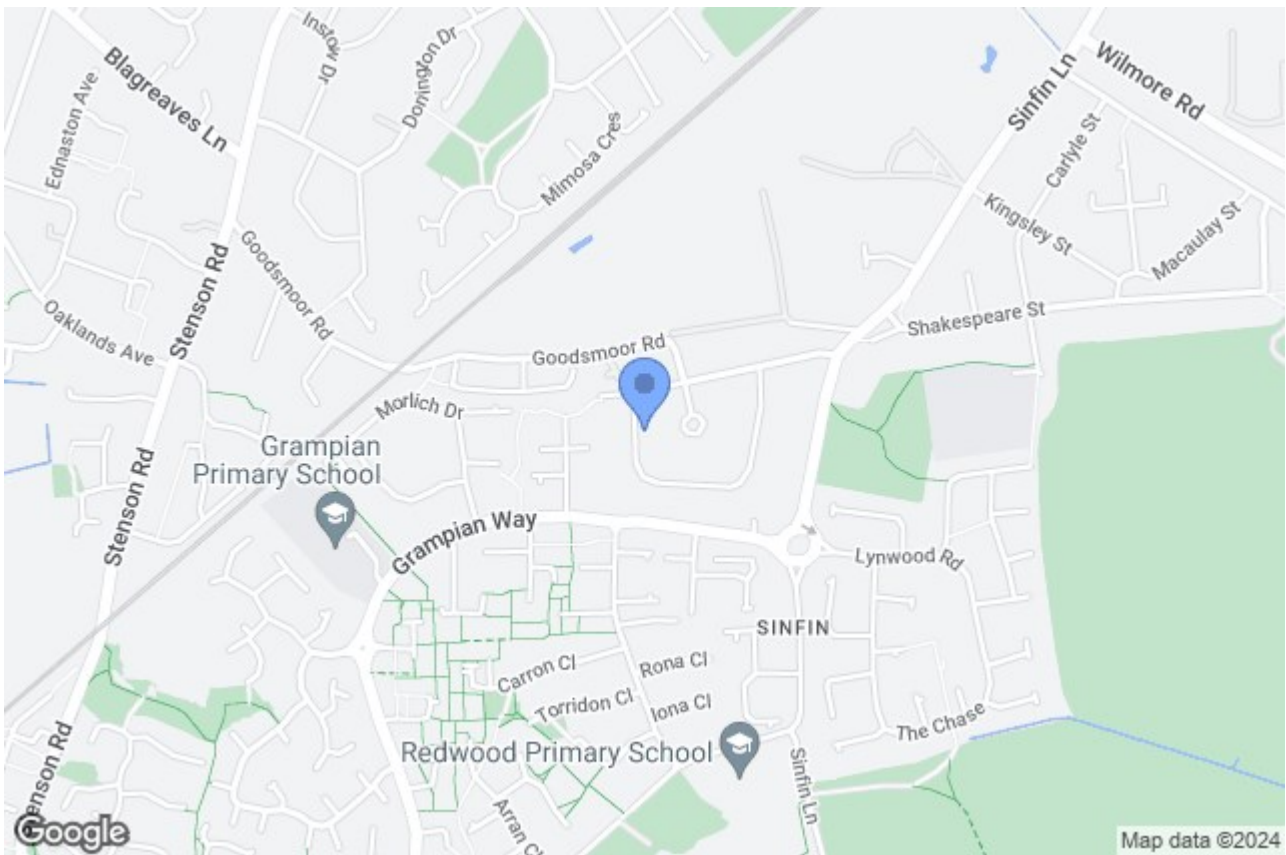 Instow Dr
Donington Dr
Blagreaves Ln
Ednaston Ave
Mimosa Cres
Sinfin Ln
Wilmore Rd
Carlyle St
Kingsley St
Macaulay St
Stenson Rd
Goodsmoor Rd
Oaklands Ave
Shakespeare St
Goodsmoor Rd
Morlich Dr
Grampian
Primary School
Stenson Rd
Grampian Way
Lynwood Rd
SINFIN
Carron Cl
Rona Cl
Torridon Cl
Iona Cl
The Chase
Redwood Primary School
Sinfin Ln
Stenson Rd
Arran Cl
Google
Map data ©2024